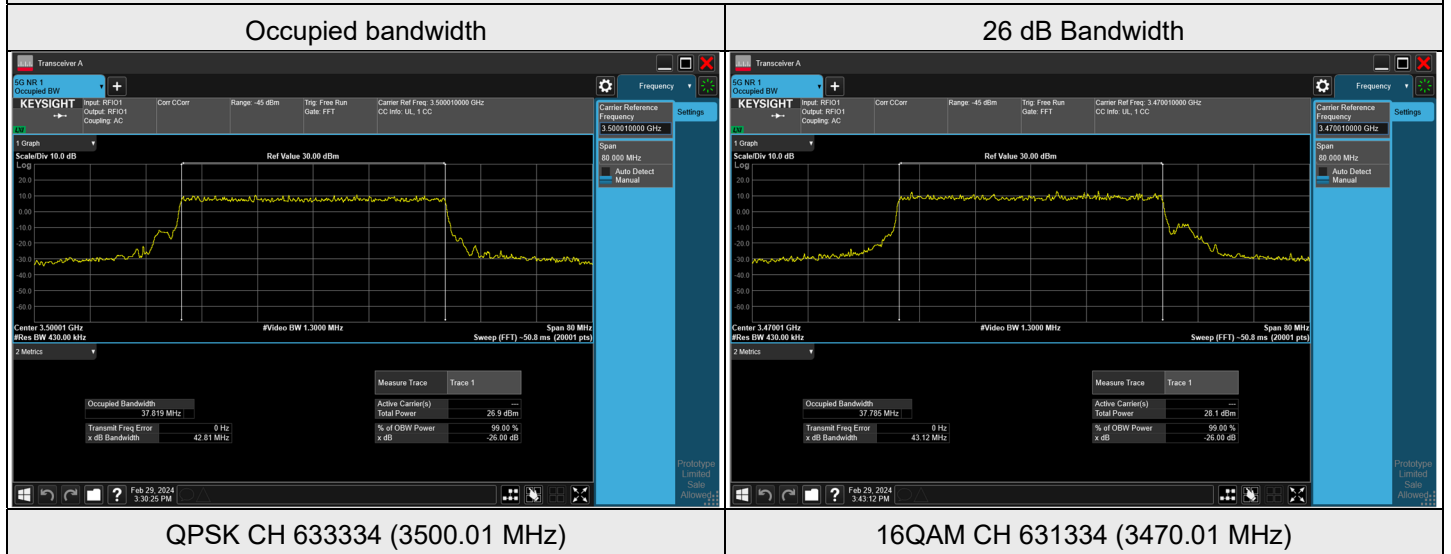 Occupied bandwidth
26 dB Bandwidth
Transceiver A
5G NR 1
Occupied BW
+
Frequency
KEYSIGHT
Input: RFIO1
Output: RFIO1
Coupling: AC
Corr CCorr
Range: -45 dBm
Trig: Free Run
Gate: FFT
Carrier Ref Freq: 3.500010000 GHz
CC Info: UL, 1 CC
Carrier Reference
Frequency
3.500010000 GHz
Settings
Span
80.000 MHz
Auto Detect
Manual
1 Graph
Scale/Div 10.0 dB
Ref Value 30.00 dBm
Log
20.0
10.0
0.00
-10.0
-20.0
-30.0
-40.0
-50.0
-60.0
Center 3.50001 GHz
#Video BW 1.3000 MHz
Span 80 MHz
#Res BW 430.00 kHz
Sweep (FFT) ~50.8 ms (20001 pts)
2 Metrics
Measure Trace Trace 1
Occupied Bandwidth
37.819 MHz
Active Carrier(s) ---
Total Power 26.9 dBm
Transmit Freq Error 0 Hz
x dB Bandwidth 42.81 MHz
% of OBW Power 99.00 %
x dB -26.00 dB
?
Feb 29, 2024
3:30:25 PM
Prototype
Limited
Sale
Allowed
Transceiver A
5G NR 1
Occupied BW
+
Frequency
KEYSIGHT
Input: RFIO1
Output: RFIO1
Coupling: AC
Corr CCorr
Range: -45 dBm
Trig: Free Run
Gate: FFT
Carrier Ref Freq: 3.470010000 GHz
CC Info: UL, 1 CC
Carrier Reference
Frequency
3.470010000 GHz
Settings
Span
80.000 MHz
Auto Detect
Manual
1 Graph
Scale/Div 10.0 dB
Ref Value 30.00 dBm
Log
20.0
10.0
0.00
-10.0
-20.0
-30.0
-40.0
-50.0
-60.0
Center 3.47001 GHz
#Video BW 1.3000 MHz
Span 80 MHz
#Res BW 430.00 kHz
Sweep (FFT) ~50.8 ms (20001 pts)
2 Metrics
Measure Trace Trace 1
Occupied Bandwidth
37.785 MHz
Active Carrier(s) ---
Total Power 28.1 dBm
Transmit Freq Error 0 Hz
x dB Bandwidth 43.12 MHz
% of OBW Power 99.00 %
x dB -26.00 dB
?
Feb 29, 2024
3:43:12 PM
Prototype
Limited
Sale
Allowed
QPSK CH 633334 (3500.01 MHz)
16QAM CH 631334 (3470.01 MHz)